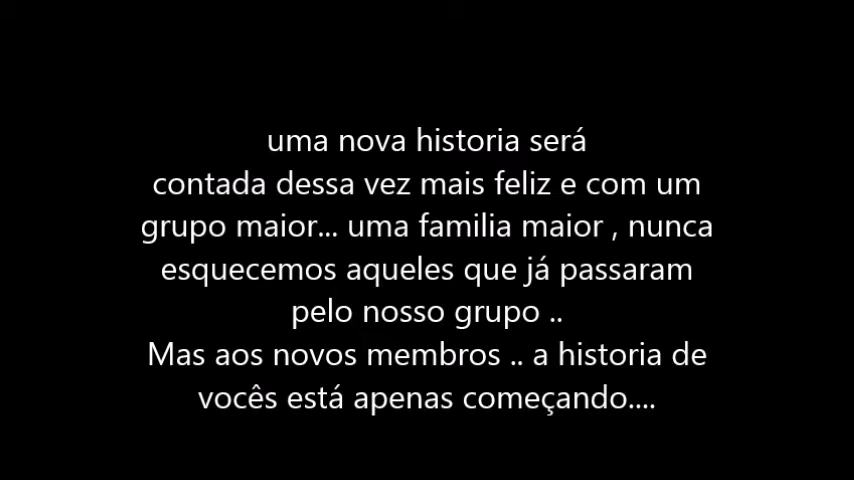 uma nova historia será
contada dessa vez mais feliz e com um
grupo maior... uma familia maior , nunca
esquecemos aqueles que já passaram
pelo nosso grupo ..
Mas aos novos membros .. a historia de
vocês está apenas começando....